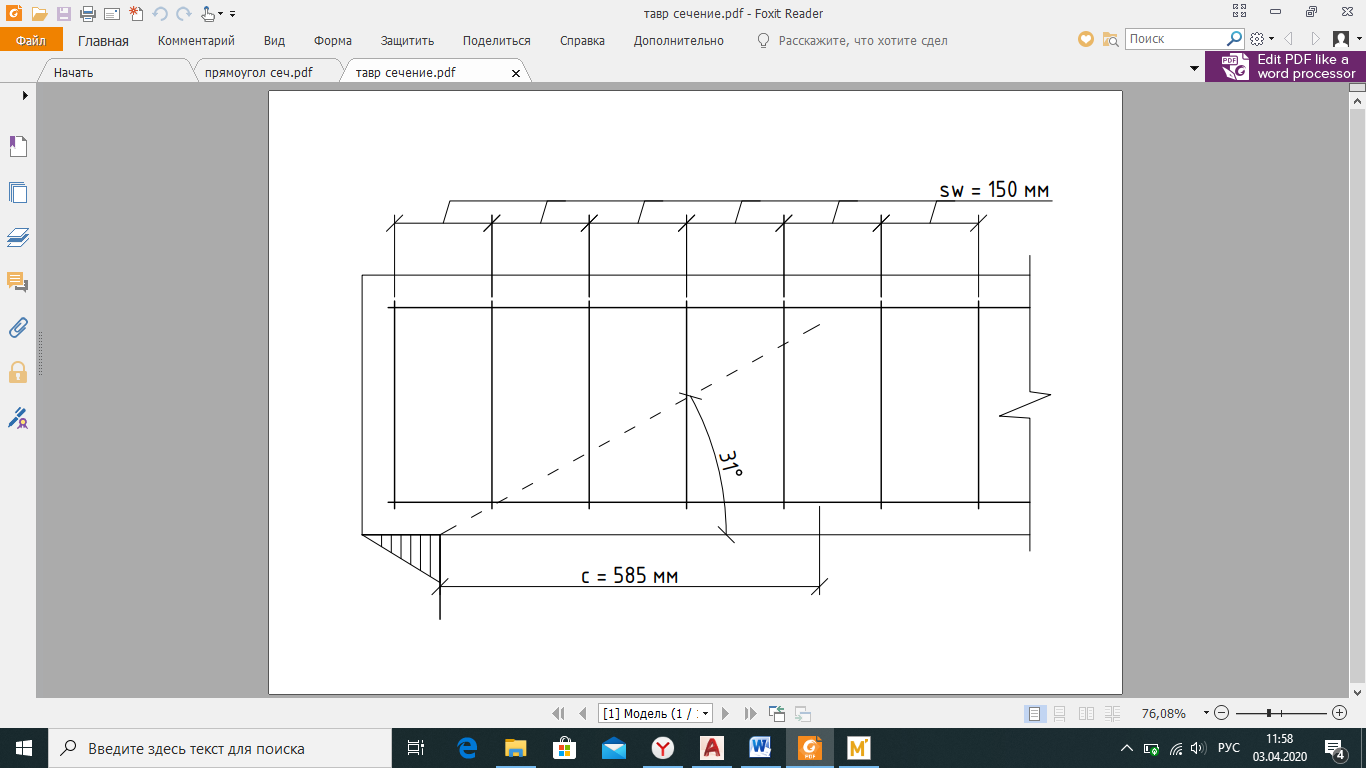 тавр сечение.pdf - Foxit Reader
Файл Главная Комментарий Вид Форма Защитить Поделиться Справка Дополнительно Расскажите, что хотите сдел Поиск
Начать прямоугол сеч.pdf тавр сечение.pdf
Edit PDF like a
word processor
sw = 150 мм
31°
c = 585 мм
[1] Модель (1 / 76,08%
Введите здесь текст для поиска
РУС
11:58
03.04.2020
4